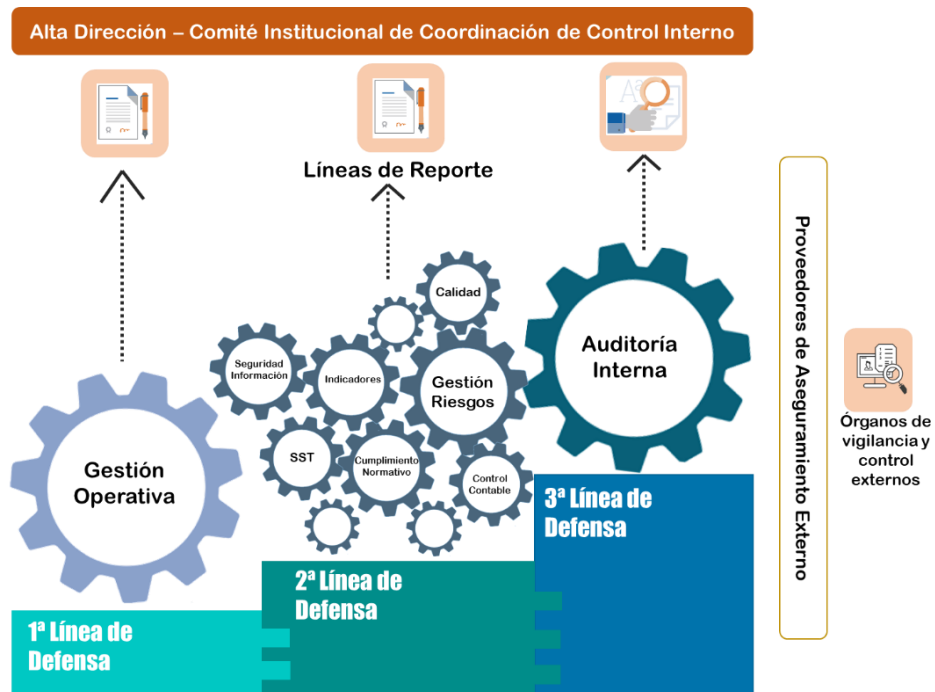 Alta Dirección – Comité Institucional de Coordinación de Control Interno
Líneas de Reporte
Calidad
Seguridad
Información
Indicadores
Gestión
Riesgos
Auditoría
Interna
Gestión
Operativa
SST
Cumplimiento
Normativo
Control
Contable
1ª Línea de
Defensa
2ª Línea de
Defensa
3ª Línea de
Defensa
Proveedores de Aseguramiento Externo
Órganos de
vigilancia y
control
externos